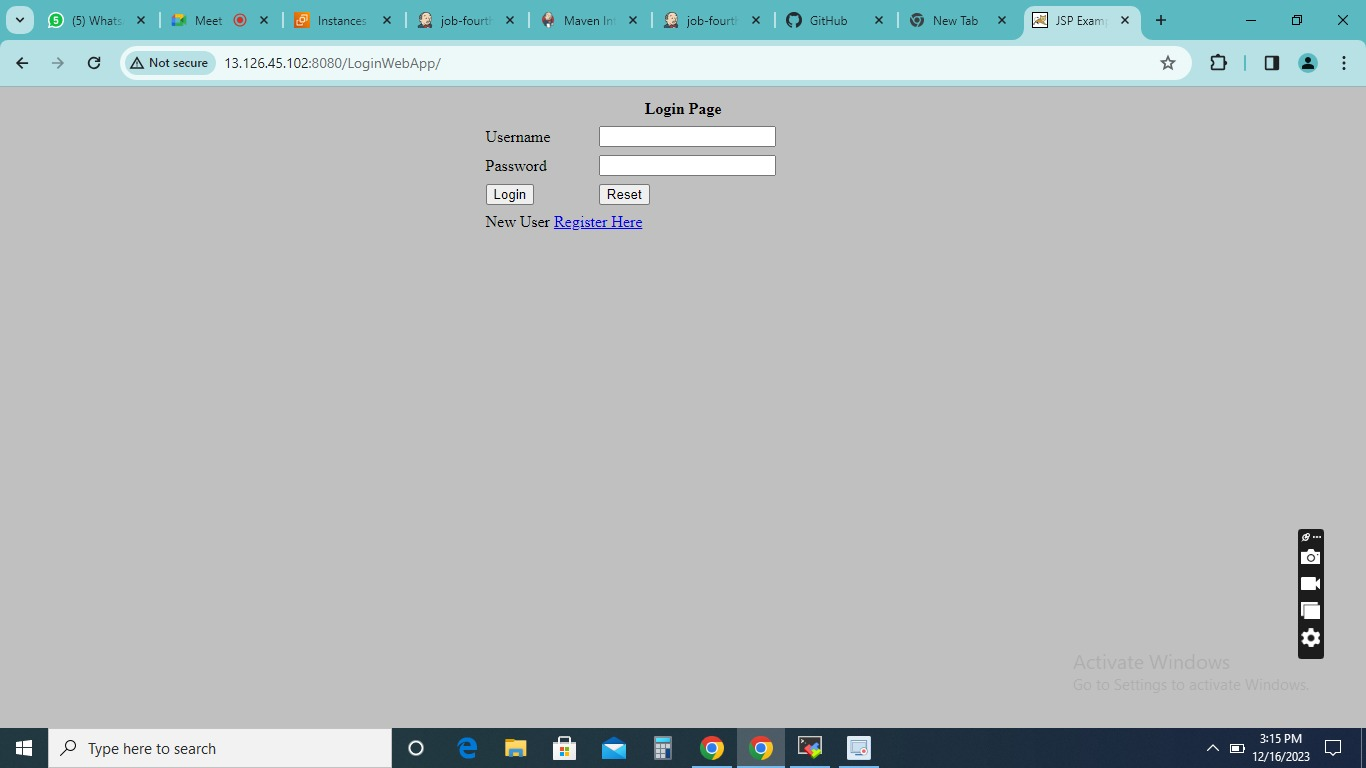 (5) Whats
Meet
Instances
job-fourth
Maven In
job-fourth
GitHub
New Tab
JSP Examp
Not secure
13.126.45.102:8080/LoginWebApp/
Login Page
Username
Password
Login
Reset
New User Register Here
Activate Windows
Go to Settings to activate Windows.
Type here to search
3:15 PM
12/16/2023